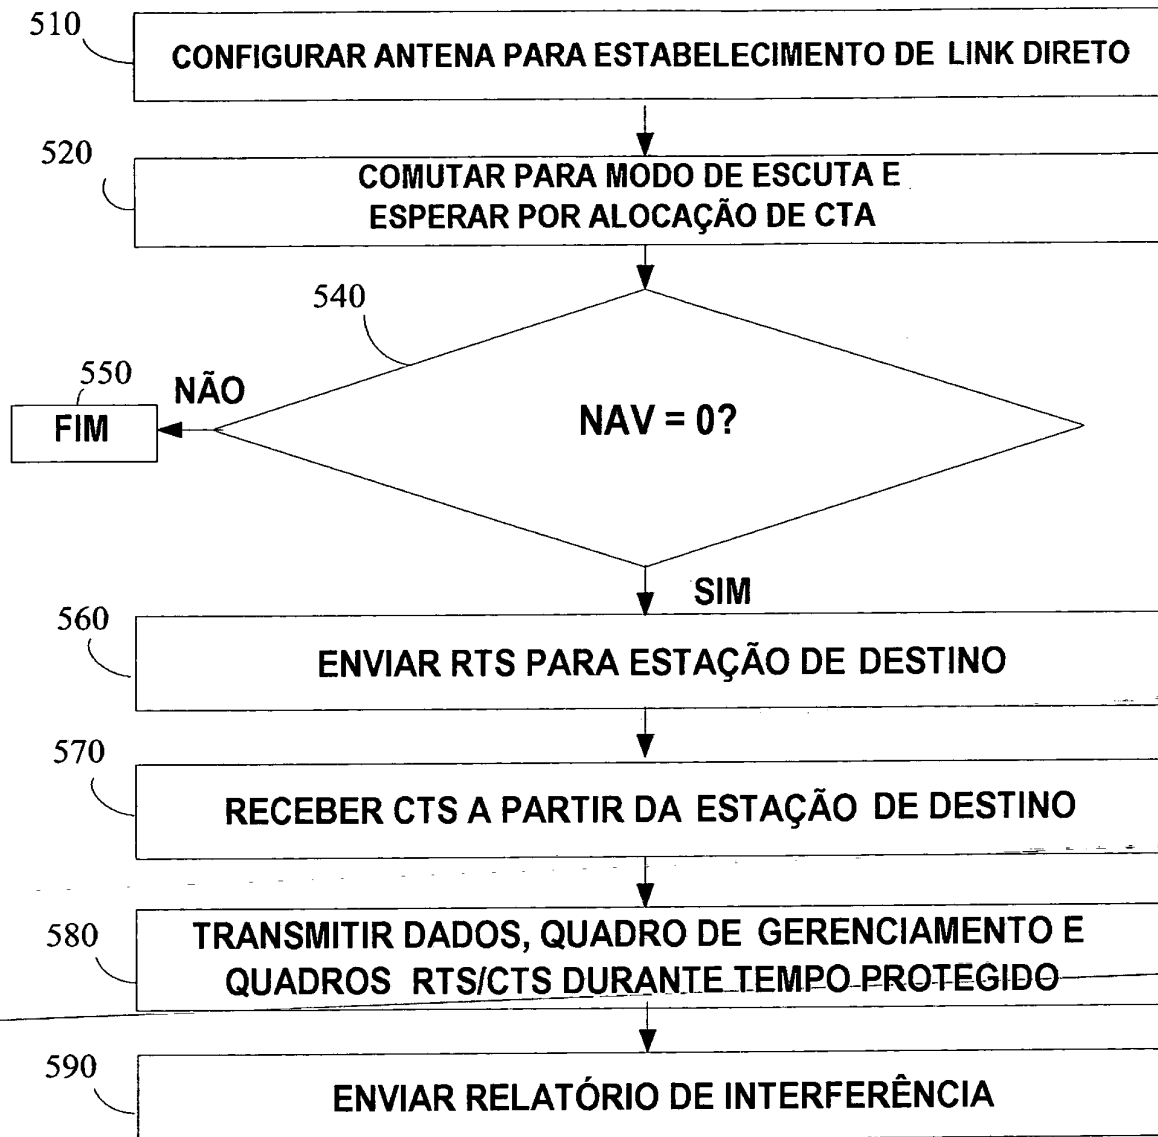 510
CONFIGURAR ANTENA PARA ESTABELECIMENTO DE LINK DIRETO
520
COMUTAR PARA MODO DE ESCUTA E
ESPERAR POR ALOCAÇÃO DE CTA
540
NAV = 0?
550
NÃO
FIM
SIM
560
ENVIAR RTS PARA ESTAÇÃO DE DESTINO
570
RECEBER CTS A PARTIR DA ESTAÇÃO DE DESTINO
580
TRANSMITIR DADOS, QUADRO DE GERENCIAMENTO E
QUADROS RTS/CTS DURANTE TEMPO PROTEGIDO
590
ENVIAR RELATÓRIO DE INTERFERÊNCIA